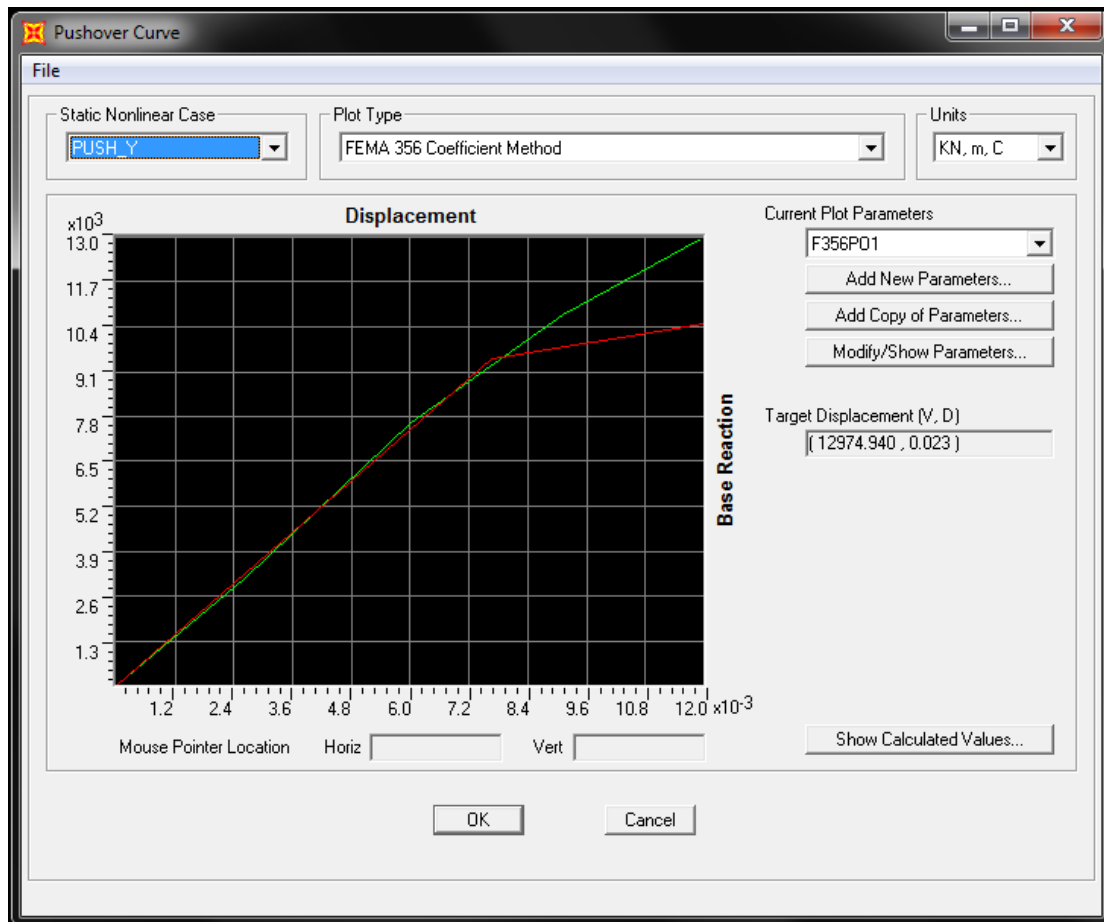 Pushover Curve
File
Static Nonlinear Case
PUSH_Y
Plot Type
FEMA 356 Coefficient Method
Units
KN, m, C
Displacement
x10 3
13.0
11.7
10.4
9.1
7.8
6.5
5.2
3.9
2.6
1.3
1.2 2.4 3.6 4.8 6.0 7.2 8.4 9.6 10.8 12.0 x10 -3
Base Reaction
Mouse Pointer Location Horiz Vert
Current Plot Parameters
F356PO1
Add New Parameters...
Add Copy of Parameters...
Modify/Show Parameters...
Target Displacement (V, D)
( 12974.940 , 0.023 )
Show Calculated Values...
OK Cancel